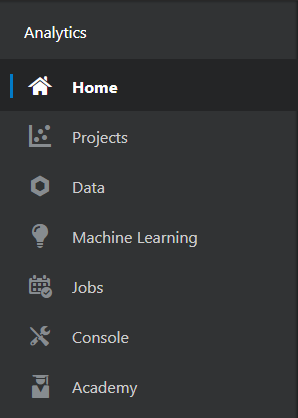 Analytics
Home
Projects
Data
Machine Learning
Jobs
Console
Academy